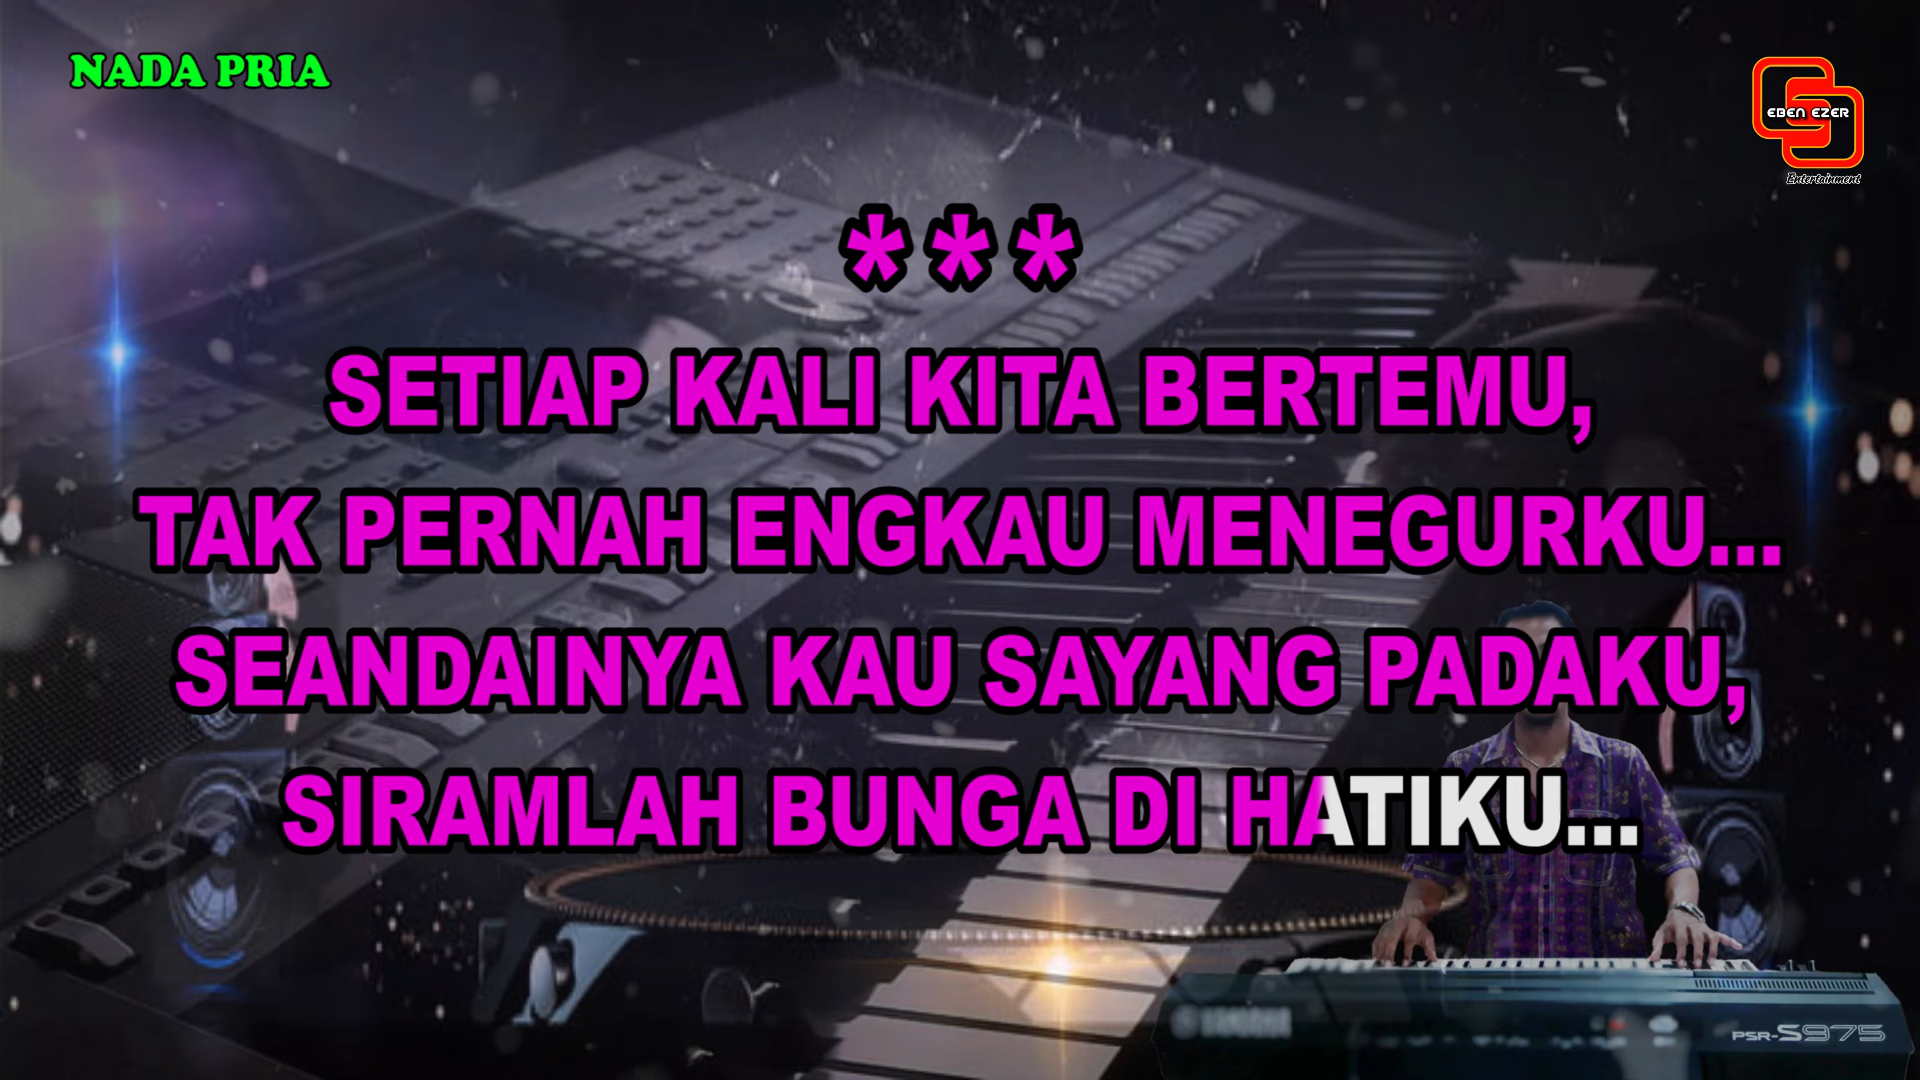 NADA PRIA
EBEN EZER
Entertainment
***
SETIAP KALI KITA BERTEMU,
TAK PERNAH ENGKAU MENEGURKU...
SEANDAINYA KAU SAYANG PADAKU,
SIRAMLAH BUNGA DI HATIKU...
PSR-S975